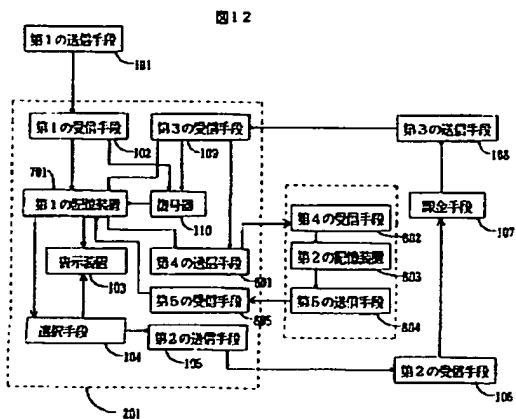 図12
第1の送信手段
101
第1の受信手段
102
第3の受信手段
109
第3の送信手段
108
701
第1の記憶装置
復号器
110
第4の受信手段
802
課金手段
107
表示装置
103
第4の送信手段
801
第2の記憶装置
803
第5の受信手段
805
第5の送信手段
804
選択手段
104
第2の送信手段
105
第2の受信手段
106
201